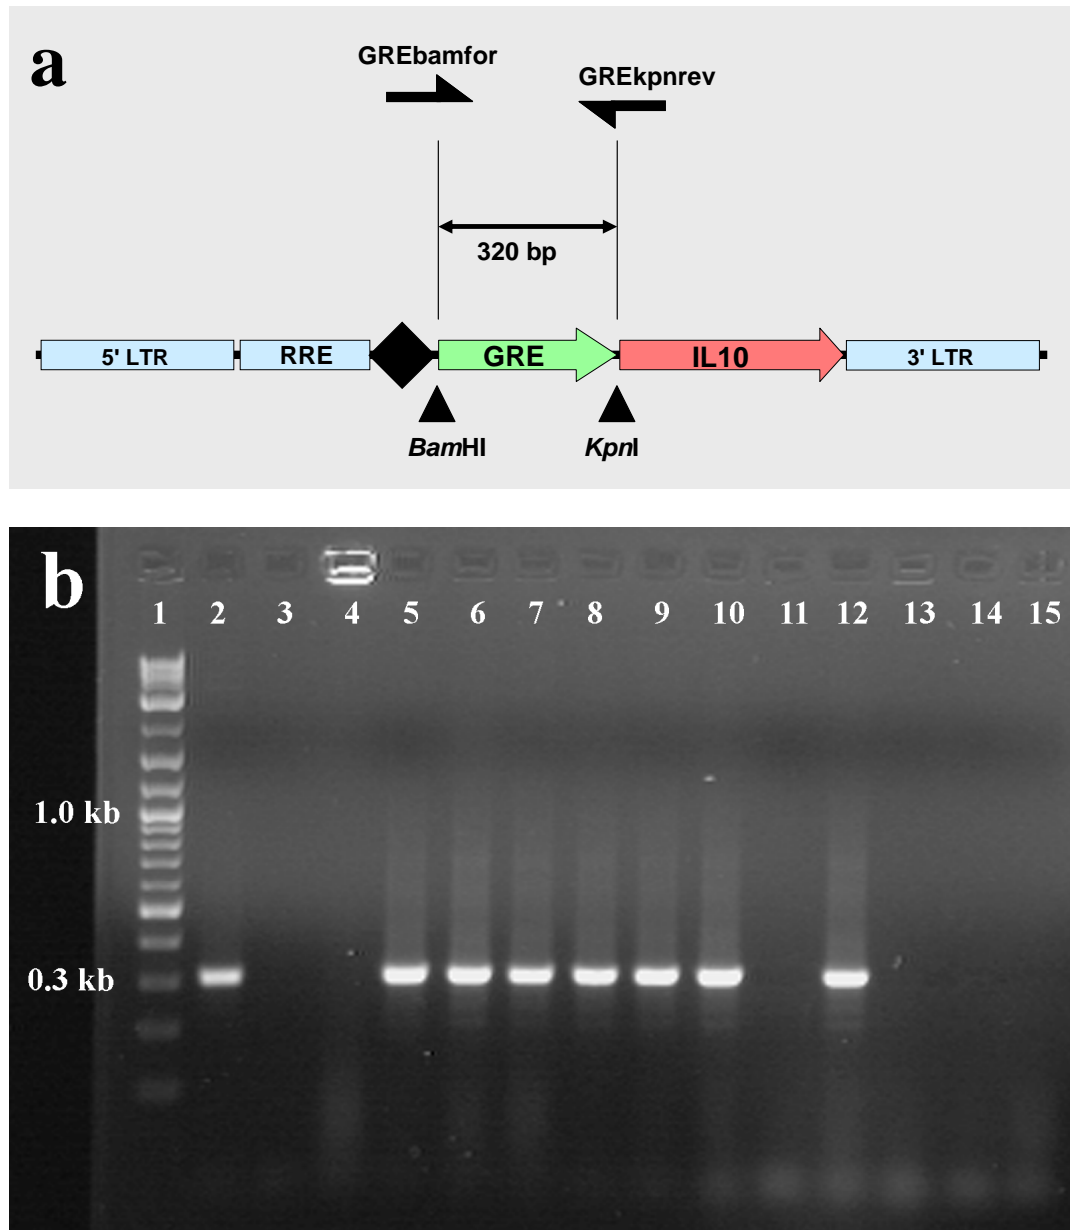 a
GREbamfor
GREkpnrev
320 bp
5' LTR RRE GRE IL10 3' LTR
BamHI KpnI
b
1 2 3 4 5 6 7 8 9 10 11 12 13 14 15
1.0 kb
0.3 kb